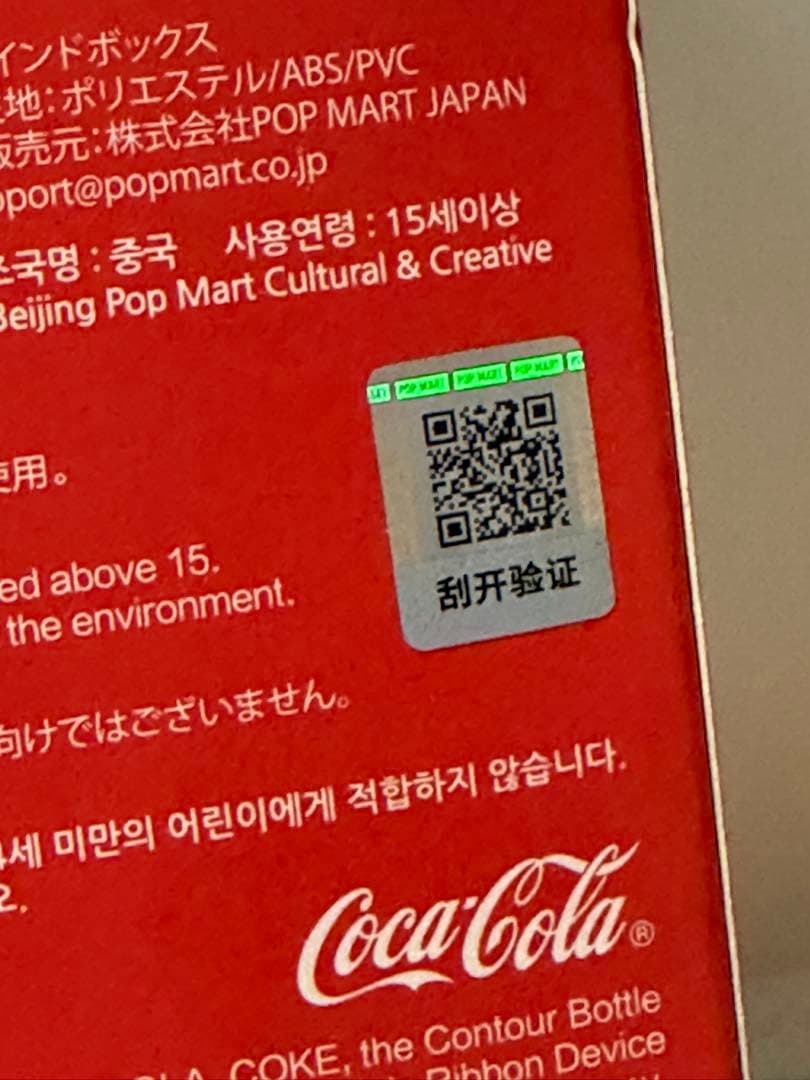 インドボックス
地：ポリエステル/ABS/PVC
販売元：株式会社POP MART JAPAN
pport@popmart.co.jp
조국명 : 중국 사용연령 : 15세이상
Beijing Pop Mart Cultural & Creative
POP MART POP MART POP MART
使用。
刮开验证
ed above 15.
the environment.
向けではございません。
세 미만의 어린이에게 적합하지 않습니다.
오.
Coca-Cola®
COKE, the Contour Bottle
Ribbon Device